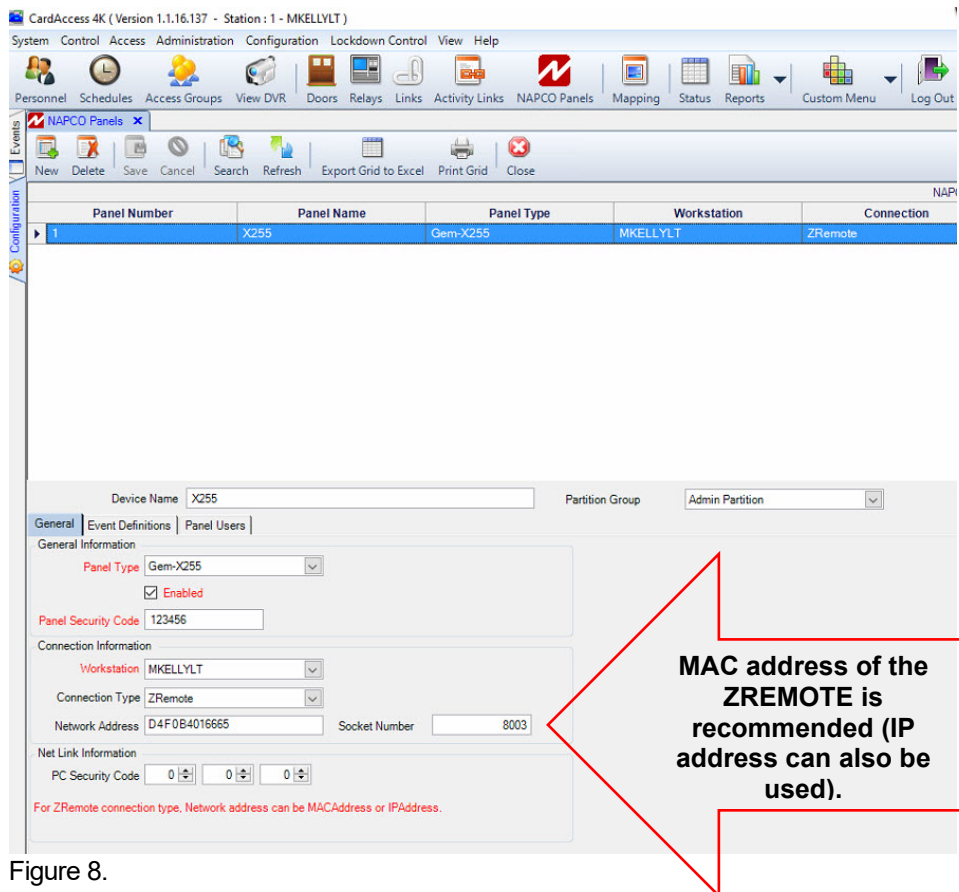 CardAccess 4K ( Version 1.1.16.137 - Station : 1 - MKELLYLT )
System Control Access Administration Configuration Lockdown Control View Help
Personnel Schedules Access Groups View DVR Doors Relays Links Activity Links NAPCO Panels Mapping Status Reports Custom Menu Log Out
Events
Configuration
NAPCO Panels
New Delete Save Cancel Search Refresh Export Grid to Excel Print Grid Close
Panel Number Panel Name Panel Type Workstation Connection
1 X255 Gem-X255 MKELLYLT ZRemote
Device Name X255 Partition Group Admin Partition
General Event Definitions Panel Users
General Information
Panel Type Gem-X255
Enabled
Panel Security Code 123456
Connection Information
Workstation MKELLYLT
Connection Type ZRemote
Network Address D4F0B4016665 Socket Number 8003
Net Link Information
PC Security Code 0 0 0
For ZRemote connection type, Network address can be MACAddress or IPAddress.
MAC address of the
ZREMOTE is
recommended (IP
address can also be
used).
Figure 8.